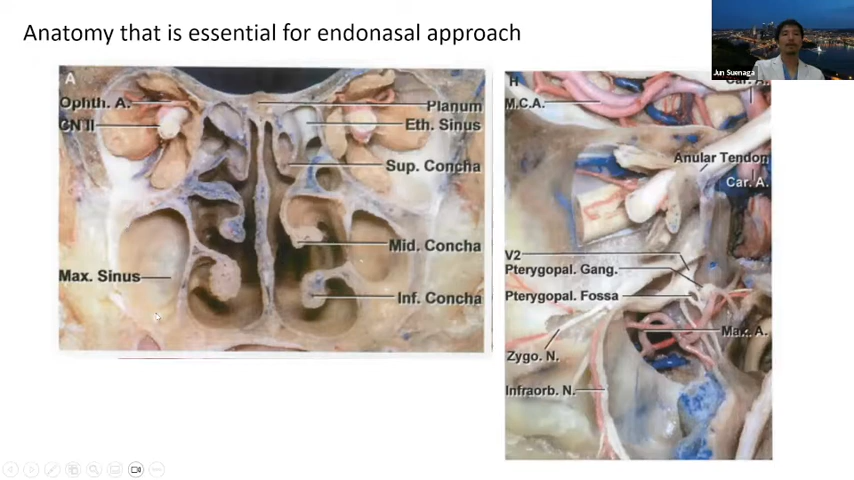 Anatomy that is essential for endonasal approach
Jun Suenaga
A
Ophth. A.
CN II
Max. Sinus
Planum
Eth. Sinus
Sup. Concha
Mid. Concha
Inf. Concha
H
Car. A.
M.C.A.
Anular Tendon
Car. A.
V2
Pterygopal. Gang.
Pterygopal. Fossa
Max. A.
Zygo. N.
Infraorb. N.